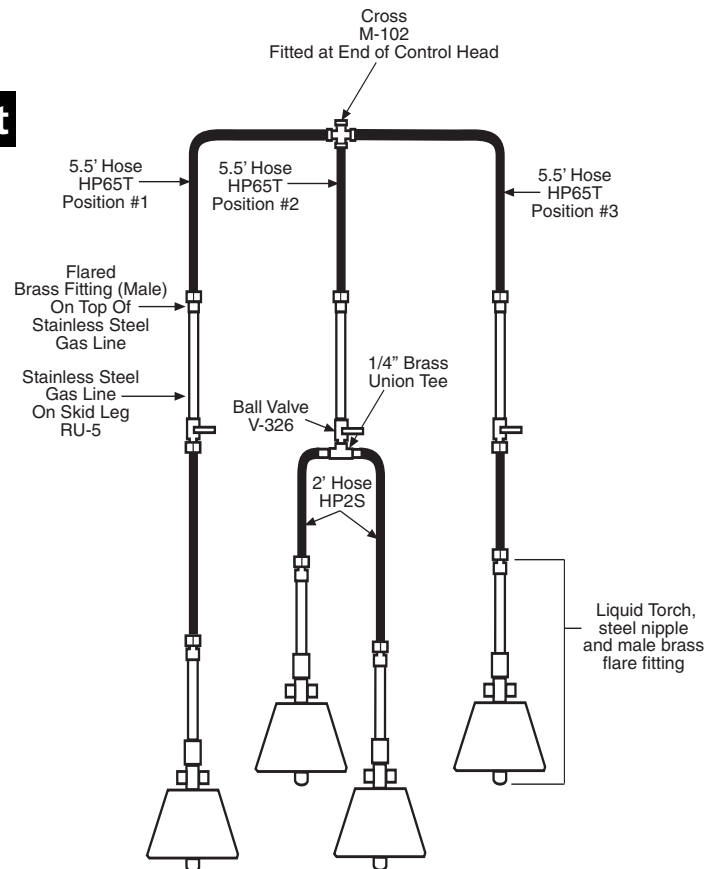 Cross
M-102
Fitted at End of Control Head
t
5.5' Hose
HP65T
Position #1
5.5' Hose
HP65T
Position #2
5.5' Hose
HP65T
Position #3
Flared
Brass Fitting (Male)
On Top Of
Stainless Steel
Gas Line
1/4" Brass
Union Tee
Stainless Steel
Gas Line
On Skid Leg
RU-5
Ball Valve
V-326
2' Hose
HP2S
Liquid Torch,
steel nipple
and male brass
flare fitting